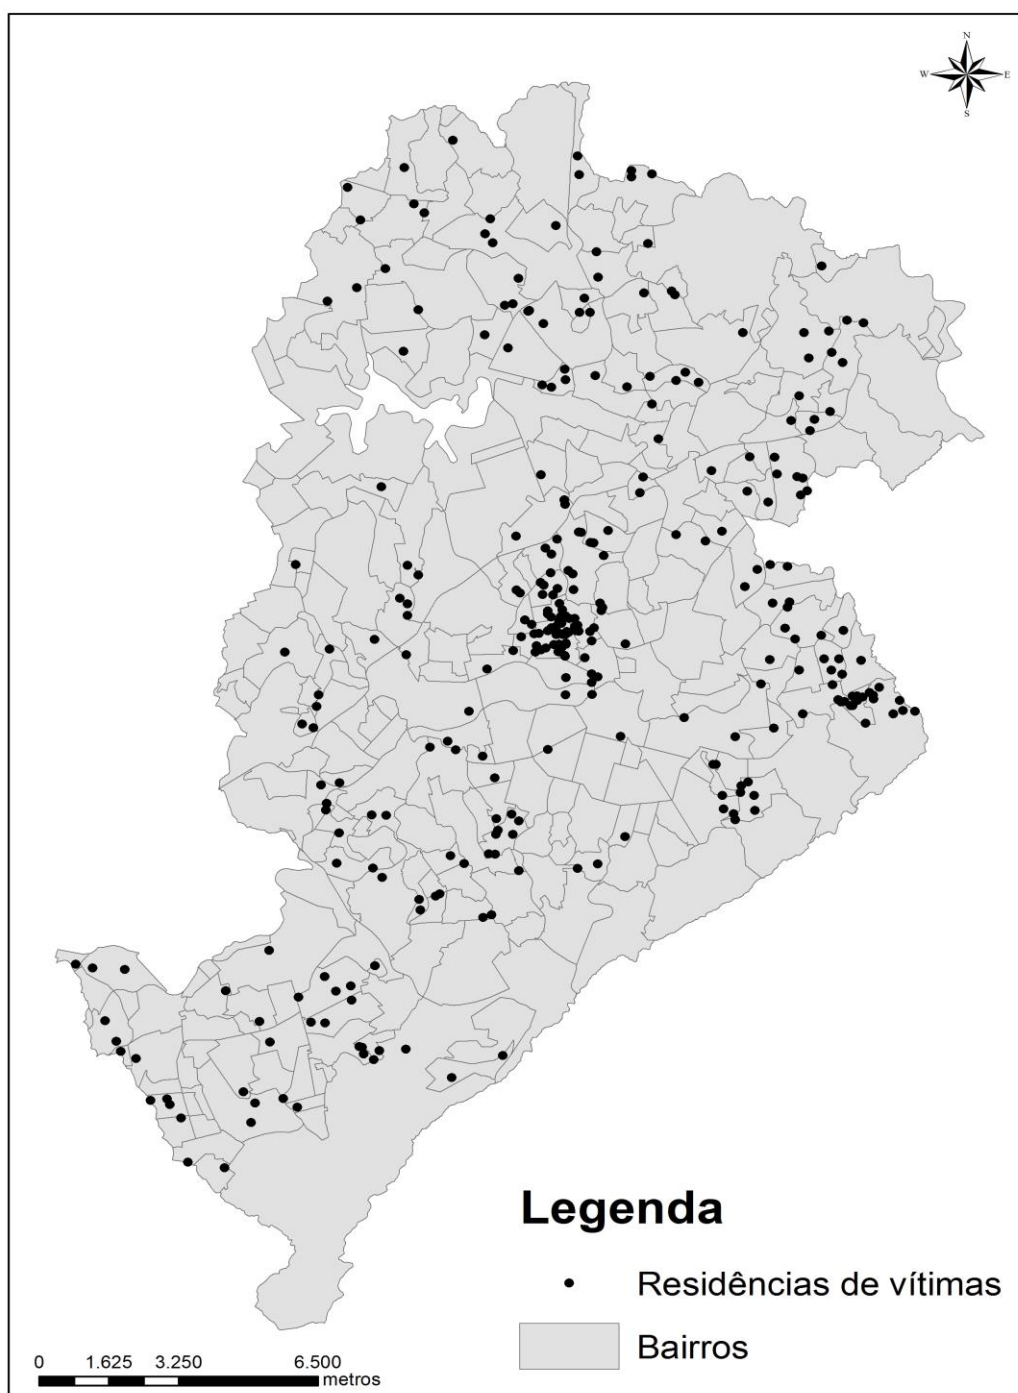 N
W E
S
Legenda
Residências de vítimas
Bairros
0 1.625 3.250 6.500
metros